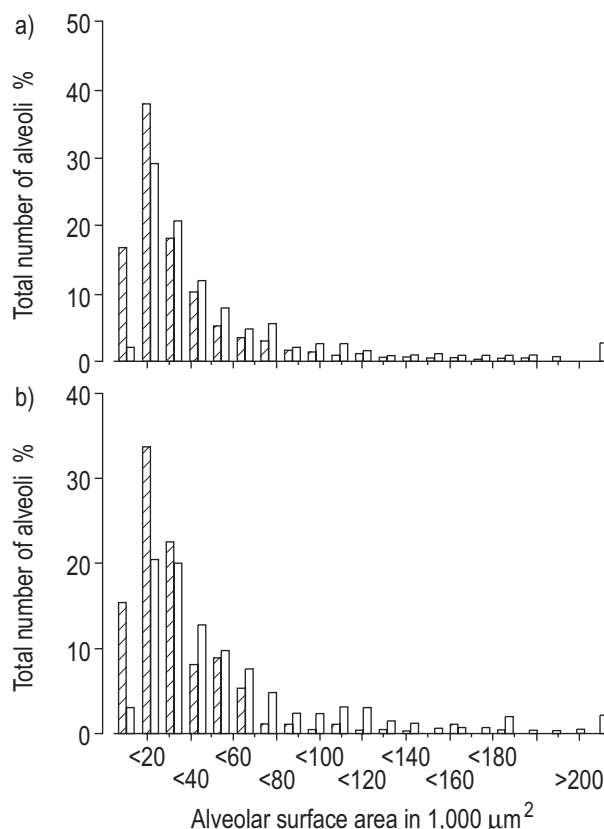 a)
50
40
30
20
10
0
Total number of alveoli %
b)
40
30
20
10
0
Total number of alveoli %
<20 <60 <100 <140 <180
<40 <80 <120 <160 >200
Alveolar surface area in 1,000 µm²